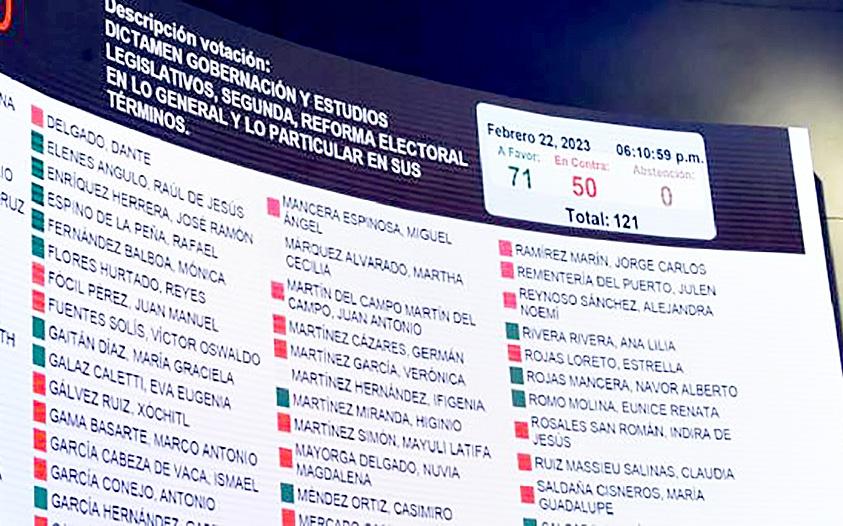 Descripción votación:
DICTAMEN GOBERNACIÓN Y ESTUDIOS
LEGISLATIVOS, SEGUNDA, REFORMA ELECTORAL
EN LO GENERAL Y LO PARTICULAR EN SUS
TÉRMINOS.
Febrero 22, 2023 06:10:59 p.m.
A Favor: En Contra: Abstención:
71 50 0
Total: 121
NA
IO
RUZ
TH
DELGADO, DANTE
ELENES ANGULO, RAÚL DE JESÚS
ENRÍQUEZ HERRERA, JOSÉ RAMÓN
ESPINO DE LA PEÑA, RAFAEL
FERNÁNDEZ BALBOA, MÓNICA
FLORES HURTADO, REYES
FÓCIL PÉREZ, JUAN MANUEL
FUENTES SOLÍS, VÍCTOR OSWALDO
GAITÁN DÍAZ, MARÍA GRACIELA
GALAZ CALETTI, EVA EUGENIA
GÁLVEZ RUIZ, XÓCHITL
GAMA BASARTE, MARCO ANTONIO
GARCÍA CABEZA DE VACA, ISMAEL
GARCÍA CONEJO, ANTONIO
GARCÍA HERNÁNDEZ,
MANCERA ESPINOSA, MIGUEL
ÁNGEL
MÁRQUEZ ALVARADO, MARTHA
CECILIA
MARTÍN DEL CAMPO MARTÍN DEL
CAMPO, JUAN ANTONIO
MARTÍNEZ CÁZARES, GERMÁN
MARTÍNEZ GARCÍA, VERÓNICA
MARTÍNEZ HERNÁNDEZ, IFIGENIA
MARTÍNEZ MIRANDA, HIGINIO
MARTÍNEZ SIMÓN, MAYULI LATIFA
MAYORGA DELGADO, NUVIA
MAGDALENA
MÉNDEZ ORTIZ, CASIMIRO
MERCADO
RAMÍREZ MARÍN, JORGE CARLOS
REMENTERÍA DEL PUERTO, JULEN
REYNOSO SÁNCHEZ, ALEJANDRA
NOEMÍ
RIVERA RIVERA, ANA LILIA
ROJAS LORETO, ESTRELLA
ROJAS MANCERA, NAVOR ALBERTO
ROMO MOLINA, EUNICE RENATA
ROSALES SAN ROMÁN, INDIRA DE
JESÚS
RUIZ MASSIEU SALINAS, CLAUDIA
SALDAÑA CISNEROS, MARÍA
GUADALUPE